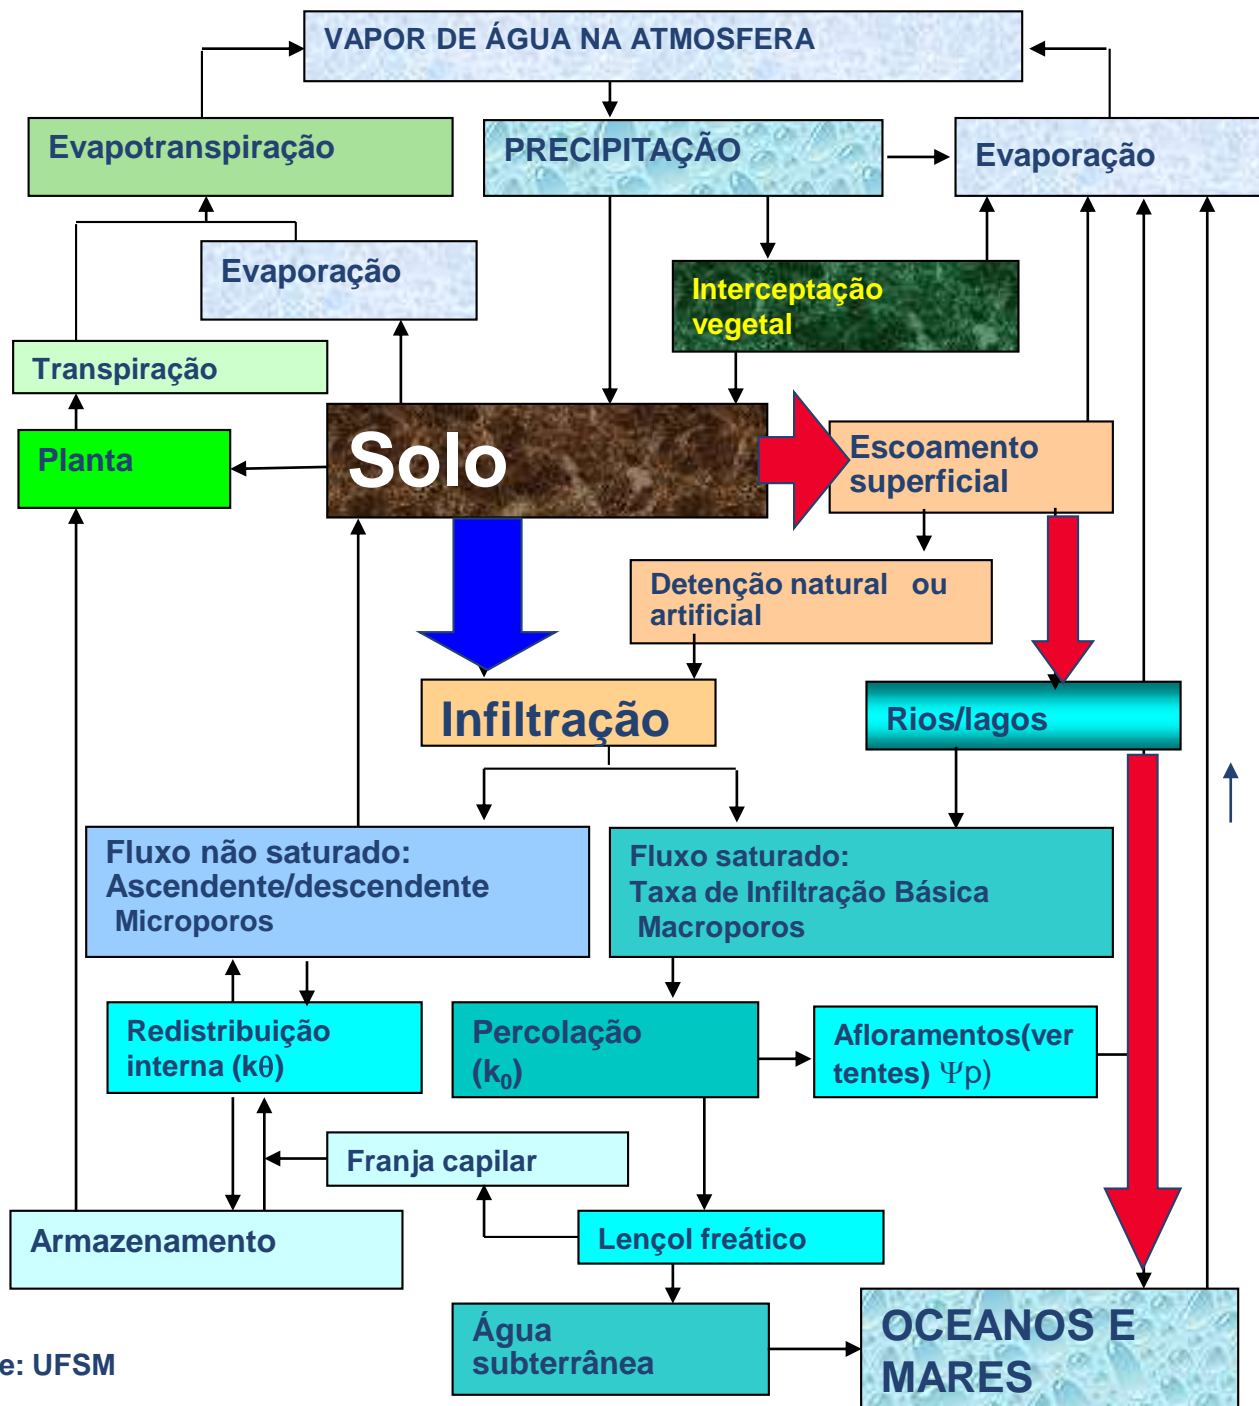 VAPOR DE ÁGUA NA ATMOSFERA
Evapotranspiração
PRECIPITAÇÃO
Evaporação
Evaporação
Interceptação
vegetal
Transpiração
Planta
Solo
Escoamento
superficial
Detenção natural ou
artificial
Infiltração
Rios/lagos
Fluxo não saturado:
Ascendente/descendente
Microporos
Fluxo saturado:
Taxa de Infiltração Básica
Macroporos
Redistribuição
interna (kθ)
Percolação
(k₀)
Afloramentos(ver
tentes) Ψp)
Franja capilar
Armazenamento
Lençol freático
Água
subterrânea
OCEANOS E
MARES
e: UFSM